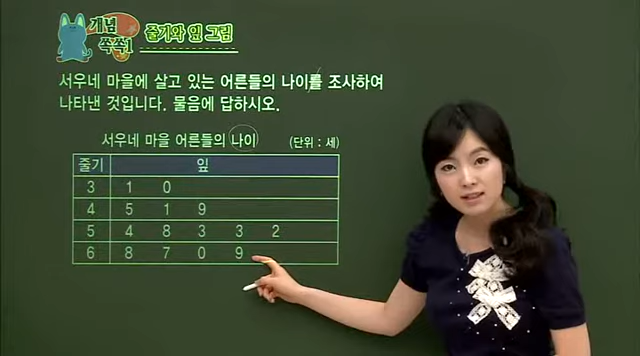 개념
쏙쏙1
줄기와 잎 그림
서우네 마을에 살고 있는 어른들의 나이를 조사하여
나타낸 것입니다. 물음에 답하시오.
서우네 마을 어른들의 나이 (단위 : 세)
줄기 잎
3 1 0
4 5 1 9
5 4 8 3 3 2
6 8 7 0 9